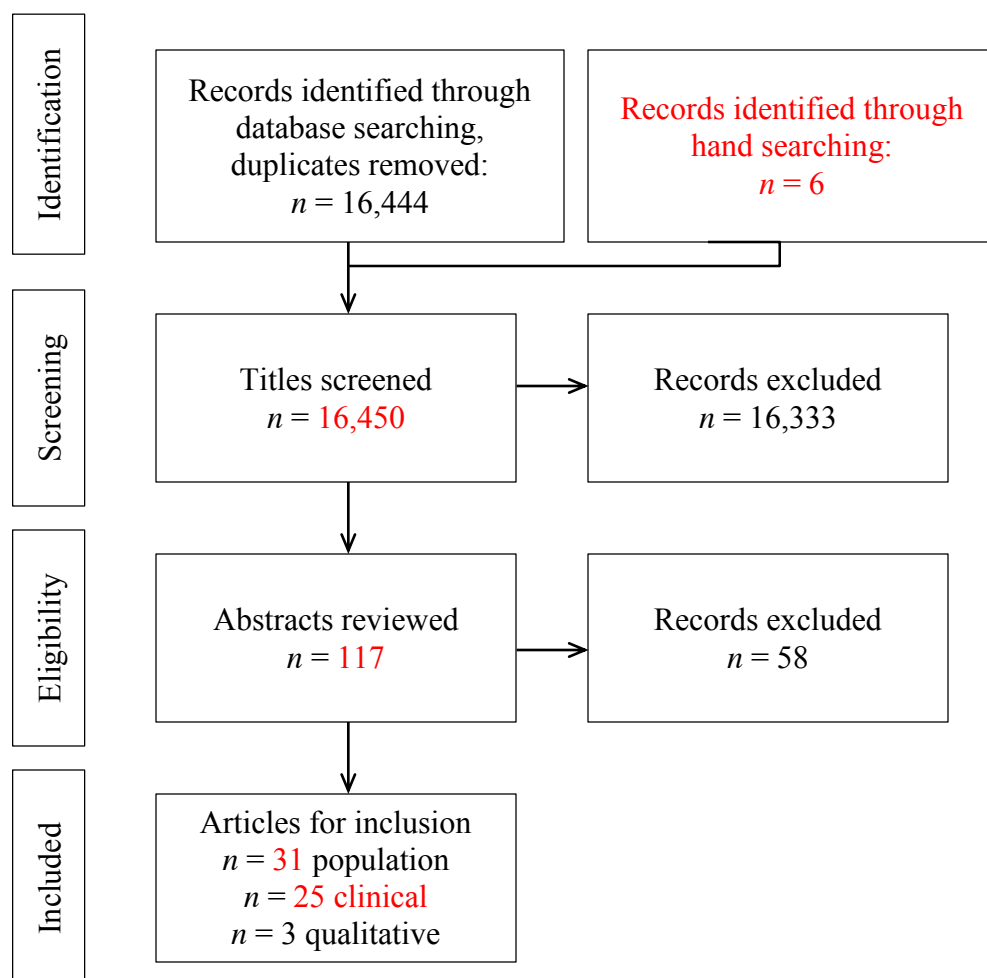 Identification
Records identified through
database searching,
duplicates removed:
n = 16,444
Records identified through
hand searching:
n = 6
Screening
Titles screened
n = 16,450
Records excluded
n = 16,333
Eligibility
Abstracts reviewed
n = 117
Records excluded
n = 58
Included
Articles for inclusion
n = 31 population
n = 25 clinical
n = 3 qualitative